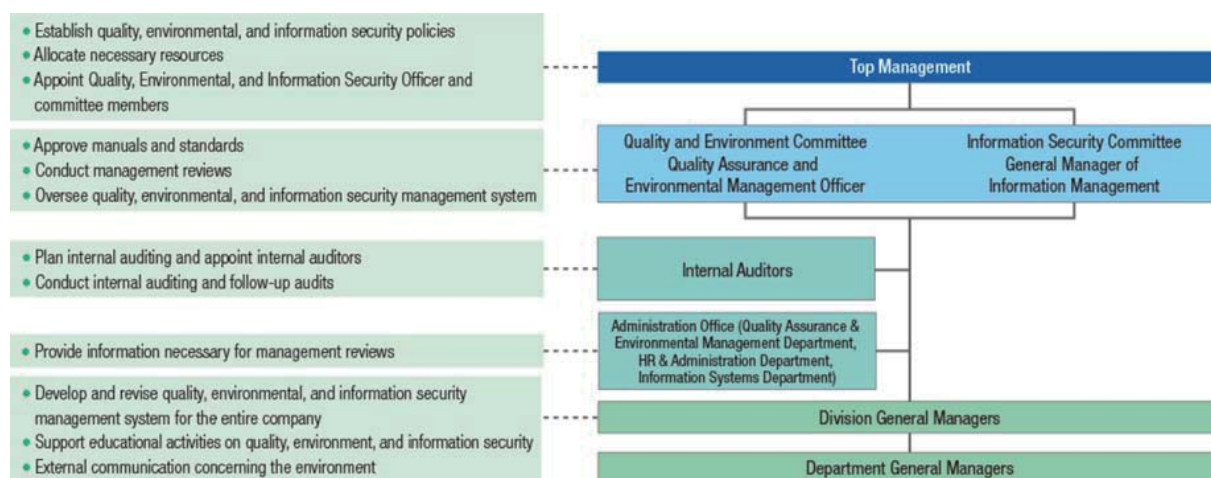 • Establish quality, environmental, and information security policies
• Allocate necessary resources
• Appoint Quality, Environmental, and Information Security Officer and
committee members
Top Management
• Approve manuals and standards
• Conduct management reviews
• Oversee quality, environmental, and information security management system
Quality and Environment Committee
Quality Assurance and
Environmental Management Officer
Information Security Committee
General Manager of
Information Management
• Plan internal auditing and appoint internal auditors
• Conduct internal auditing and follow-up audits
Internal Auditors
• Provide information necessary for management reviews
Administration Office (Quality Assurance &
Environmental Management Department,
HR & Administration Department,
Information Systems Department)
• Develop and revise quality, environmental, and information security
management system for the entire company
• Support educational activities on quality, environment, and information security
• External communication concerning the environment
Division General Managers
Department General Managers